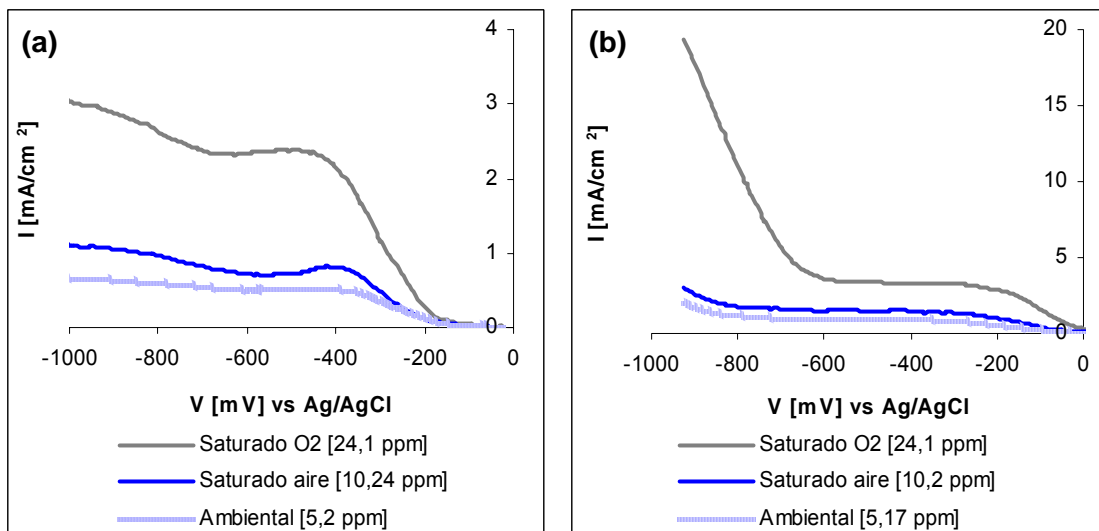 (a)
4
3
2
1
0
I [mA/cm ²]
-1000 -800 -600 -400 -200 0
V [mV] vs Ag/AgCl
Saturado O2 [24,1 ppm]
Saturado aire [10,24 ppm]
Ambiental [5,2 ppm]
(b)
20
15
10
5
0
I [mA/cm ²]
-1000 -800 -600 -400 -200 0
V [mV] vs Ag/AgCl
Saturado O2 [24,1 ppm]
Saturado aire [10,2 ppm]
Ambiental [5,17 ppm]